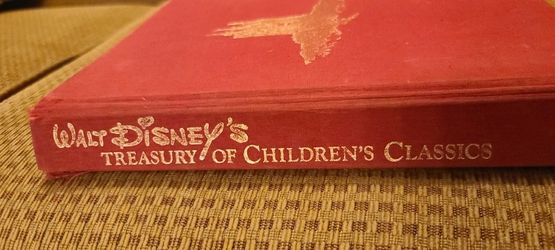 WALT DISNEY'S
TREASURY OF CHILDREN'S CLASSICS